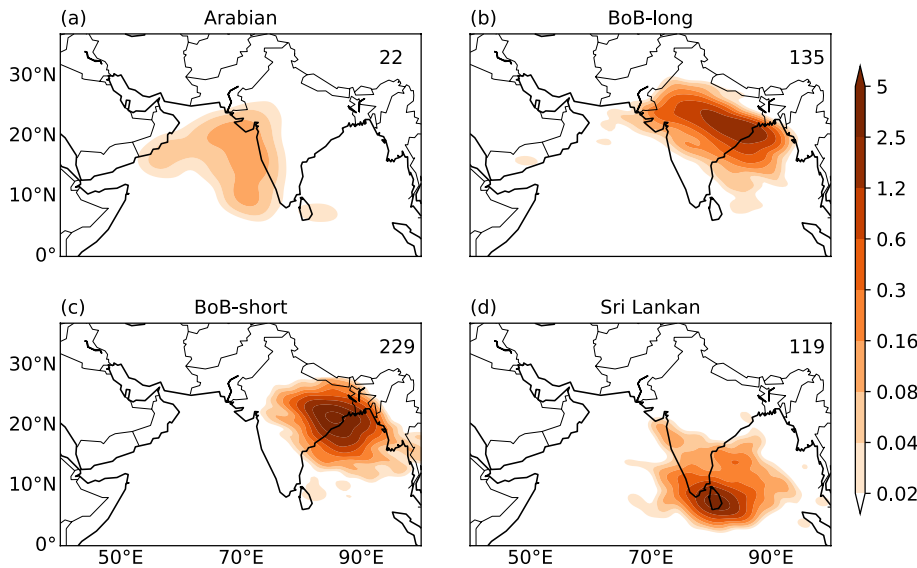 (a) Arabian
(b) BoB-long
22
135
30°N
20°N
10°N
0°
5
2.5
1.2
0.6
0.3
0.16
0.08
0.04
0.02
(c) BoB-short
(d) Sri Lankan
229
119
30°N
20°N
10°N
0°
50°E 70°E 90°E
50°E 70°E 90°E